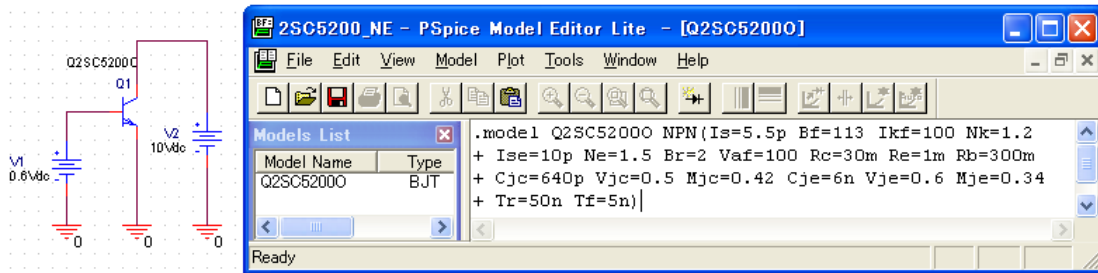 Q2SC5200O
Q1
V1
0.6Vdc
V2
10Vdc
0
0
0
2SC5200_NE - PSpice Model Editor Lite - [Q2SC5200O]
File Edit View Model Plot Tools Window Help
Models List
Model Name Type
Q2SC5200O BJT
.model Q2SC5200O NPN(Is=5.5p Bf=113 Ikf=100 Nk=1.2
+ Ise=10p Ne=1.5 Br=2 Vaf=100 Rc=30m Re=1m Rb=300m
+ Cjc=640p Vjc=0.5 Mjc=0.42 Cje=6n Vje=0.6 Mje=0.34
+ Tr=50n Tf=5n)
Ready